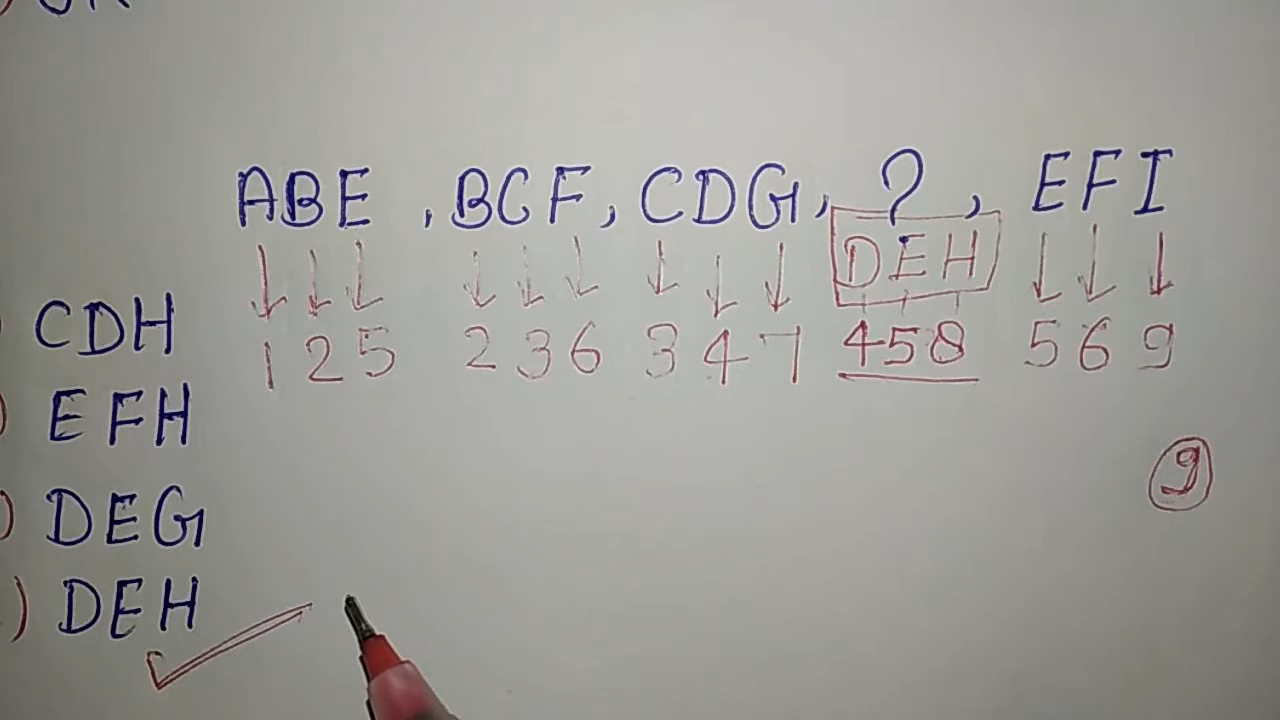 ABE , BCF, CDG, ? , EFI
DEH
1 2 5 2 3 6 3 4 7 4 5 8 5 6 9
CDH
EFH
9
) DEG
) DEH